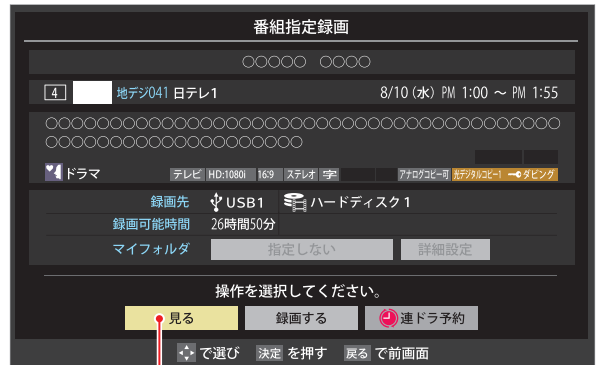 番組指定録画
○○○○○ ○○○○
4 地デジ041 日テレ1 8/10 (水) PM 1:00 ～ PM 1:55
○○○○○○○○○○○○○○○○○○○○○○○○○○○○○○○○○○○○○○○○
○○○○○○○○○○○○○○○○○○○○
ドラマ テレビ HD:1080i 16:9 ステレオ 字 アナログコピー可 光デジタルコピー1 ダビング
録画先 USB1 ハードディスク1
録画可能時間 26時間50分
マイフォルダ 指定しない 詳細設定
操作を選択してください。
見る 録画する 連ドラ予約
で選び 決定 を押す 戻る で前画面